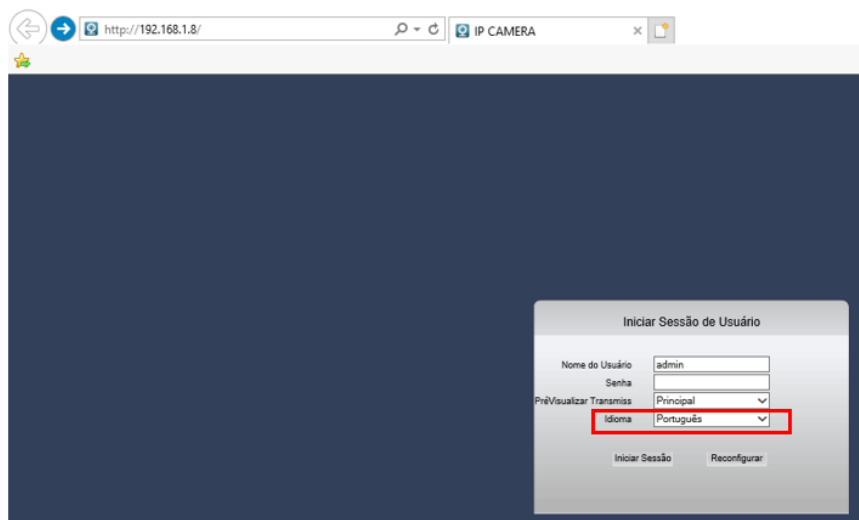 http://192.168.1.8/ IP CAMERA
Iniciar Sessão de Usuário
Nome do Usuário admin
Senha
PréVisualizar Transmiss Principal
Idioma Português
Iniciar Sessão Reconfigurar